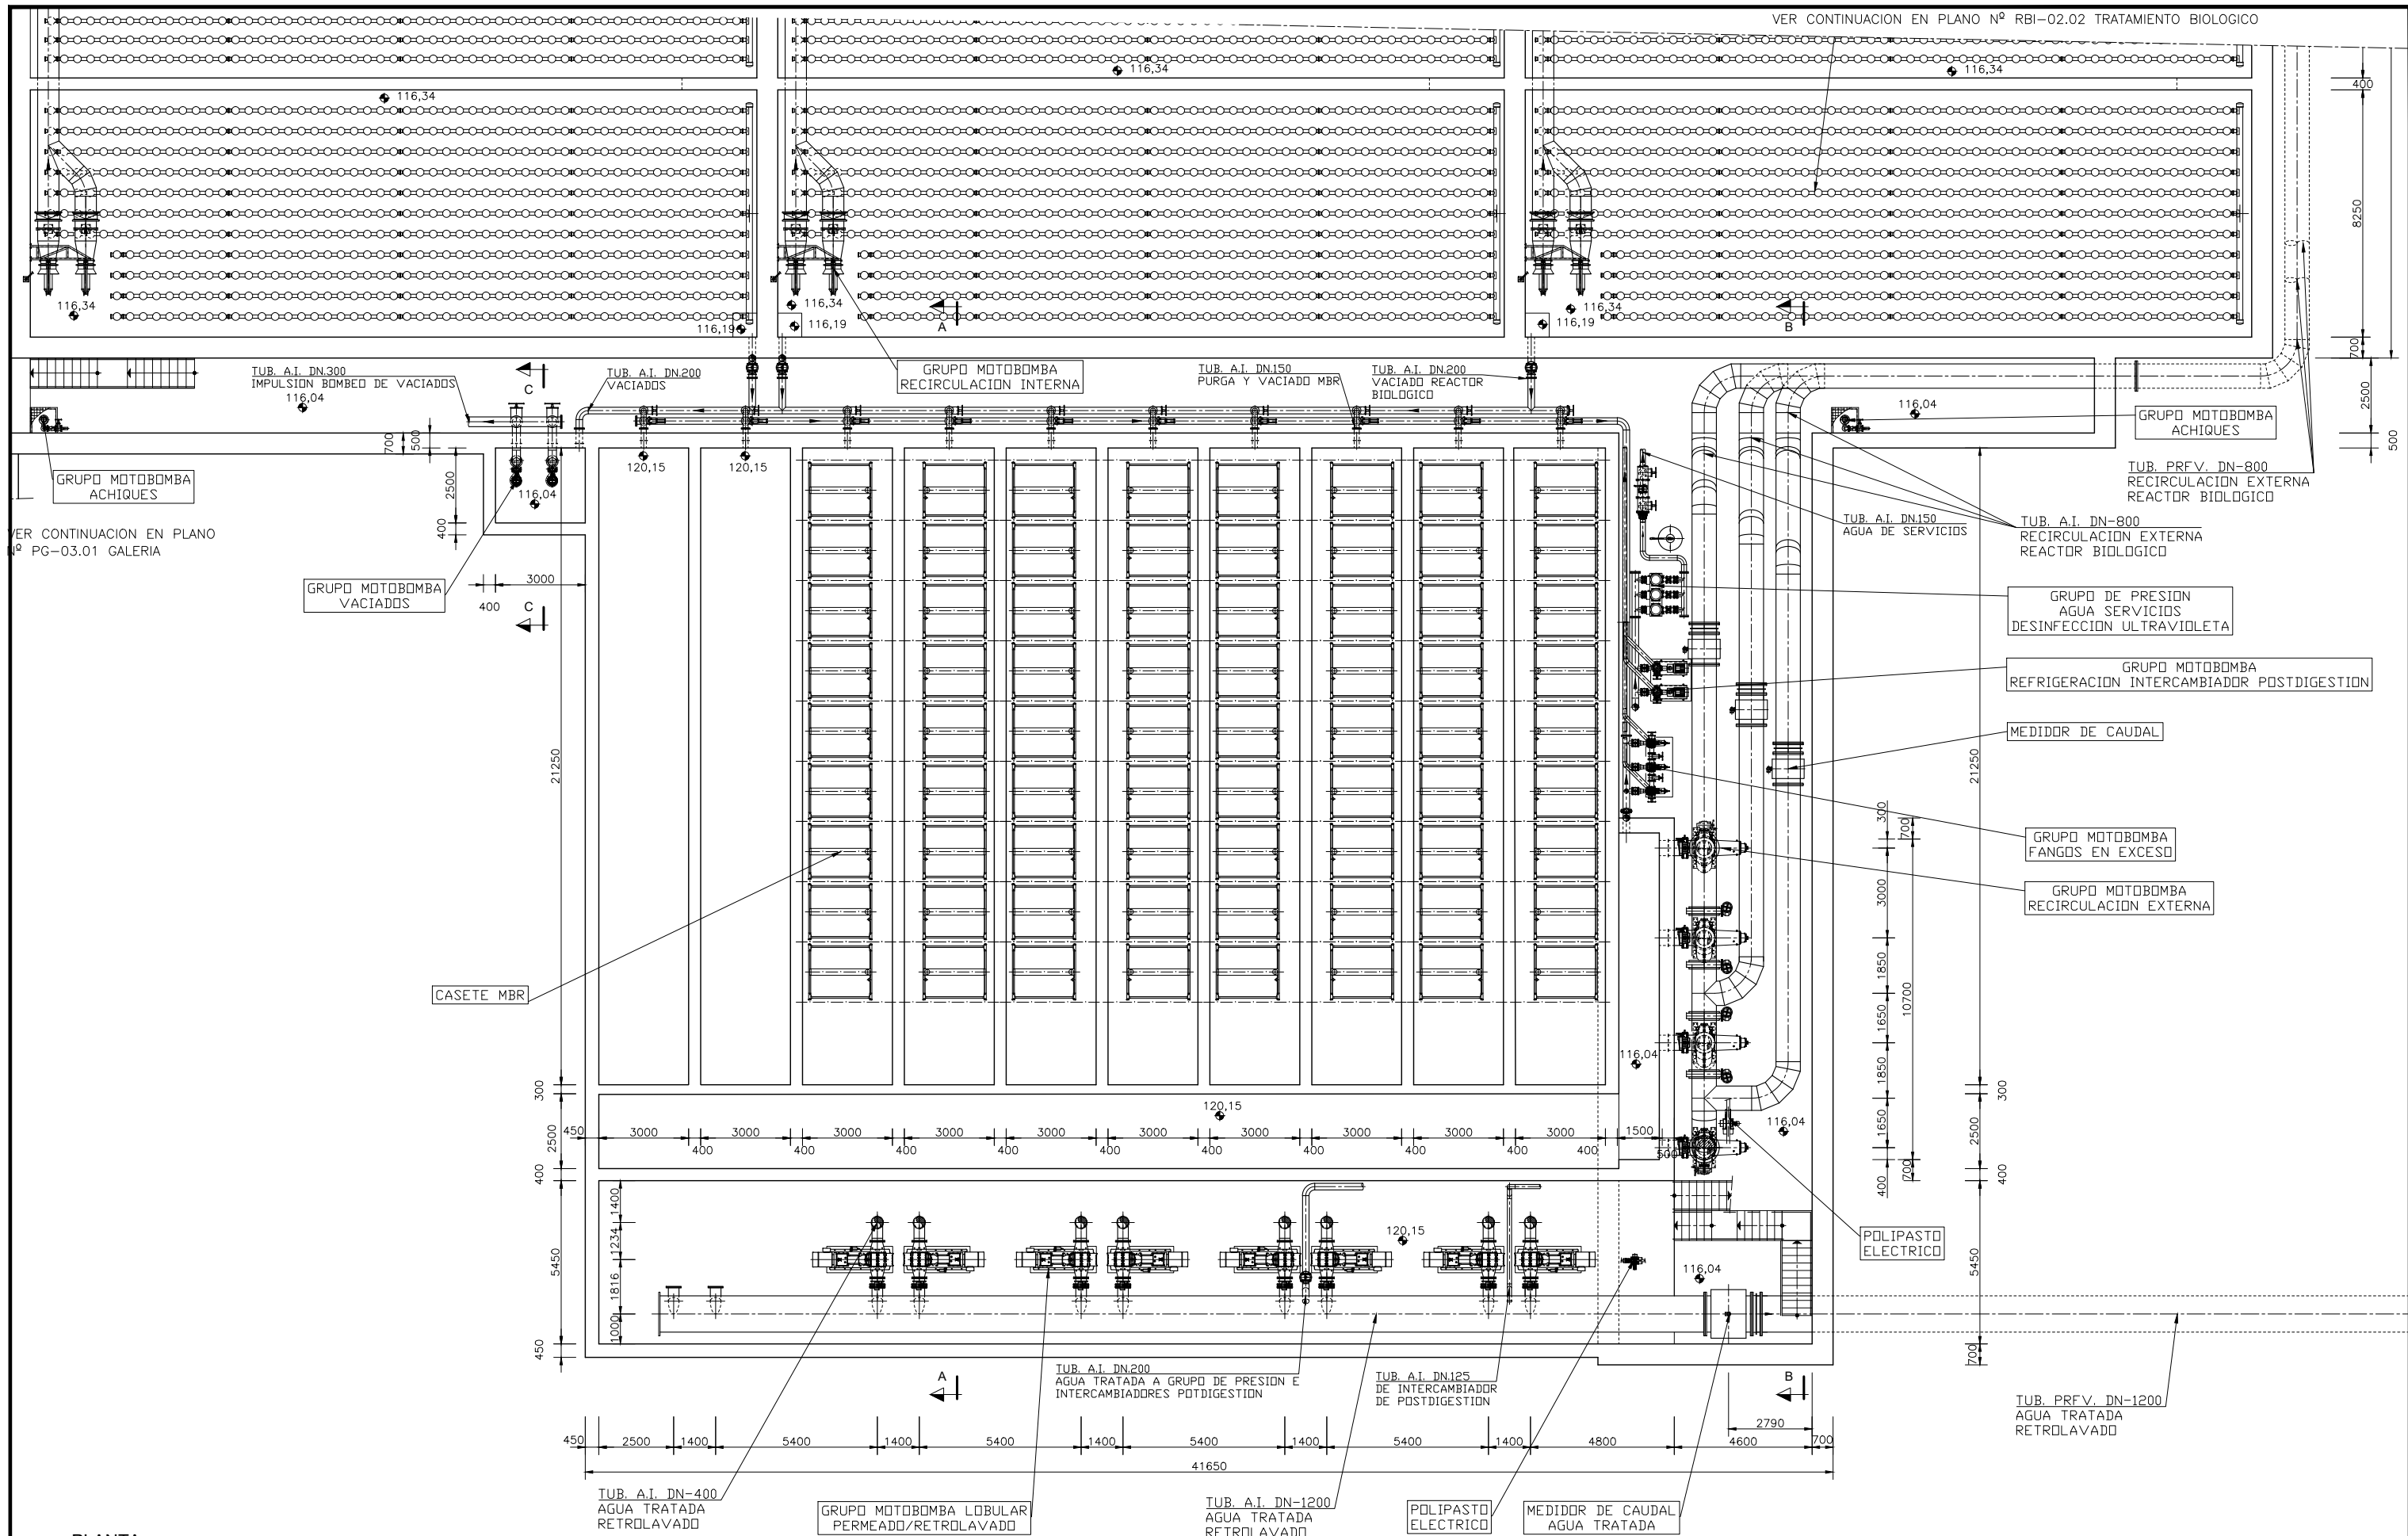 VER CONTINUACION EN PLANO Nº RBI-02.02 TRATAMIENTO BIOLOGICO
116,34
116,34
116,34
400
8250
116,34
116,34
116,34
116,19
116,19
116,19
A
B
700
2500
500
TUB. A.I. DN.300
IMPULSION BOMBEO DE VACIADOS
116,04
C
TUB. A.I. DN.200
VACIADOS
GRUPO MOTOBOMBA
RECIRCULACION INTERNA
TUB. A.I. DN.150
PURGA Y VACIADO MBR
TUB. A.I. DN.200
VACIADO REACTOR
BIOLOGICO
116,04
GRUPO MOTOBOMBA
ACHIQUES
700
500
120,15
120,15
GRUPO MOTOBOMBA
ACHIQUES
2500
116,04
400
TUB. PRFV. DN-800
RECIRCULACION EXTERNA
REACTOR BIOLOGICO
VER CONTINUACION EN PLANO
Nº PG-03.01 GALERIA
TUB. A.I. DN.150
AGUA DE SERVICIOS
TUB. A.I. DN-800
RECIRCULACION EXTERNA
REACTOR BIOLOGICO
GRUPO MOTOBOMBA
VACIADOS
3000
400
C
GRUPO DE PRESION
AGUA SERVICIOS
DESINFECCION ULTRAVIOLETA
GRUPO MOTOBOMBA
REFRIGERACION INTERCAMBIADOR POSTDIGESTION
MEDIDOR DE CAUDAL
21250
21250
300
700
GRUPO MOTOBOMBA
FANGOS EN EXCESO
GRUPO MOTOBOMBA
RECIRCULACION EXTERNA
3000
1850
1650
10700
1850
1650
400
700
CASETE MBR
116,04
300
2500
400
5450
450
300
2500
400
5450
700
120,15
116,04
450
3000
3000
3000
3000
3000
3000
3000
3000
3000
3000
1500
400
400
400
400
400
400
400
400
400
400
500
1400
1234
1816
1000
120,15
116,04
POLIPASTO
ELECTRICO
A
B
TUB. A.I. DN.200
AGUA TRATADA A GRUPO DE PRESION E
INTERCAMBIADORES POTDIGESTION
TUB. A.I. DN.125
DE INTERCAMBIADOR
DE POSTDIGESTION
TUB. PRFV. DN-1200
AGUA TRATADA
RETROLAVADO
2790
450
2500
1400
5400
1400
5400
1400
5400
1400
5400
1400
4800
4600
700
41650
TUB. A.I. DN-400
AGUA TRATADA
RETROLAVADO
GRUPO MOTOBOMBA LOBULAR
PERMEADO/RETROLAVADO
TUB. A.I. DN-1200
AGUA TRATADA
RETROLAVADO
POLIPASTO
ELECTRICO
MEDIDOR DE CAUDAL
AGUA TRATADA
PLANTA